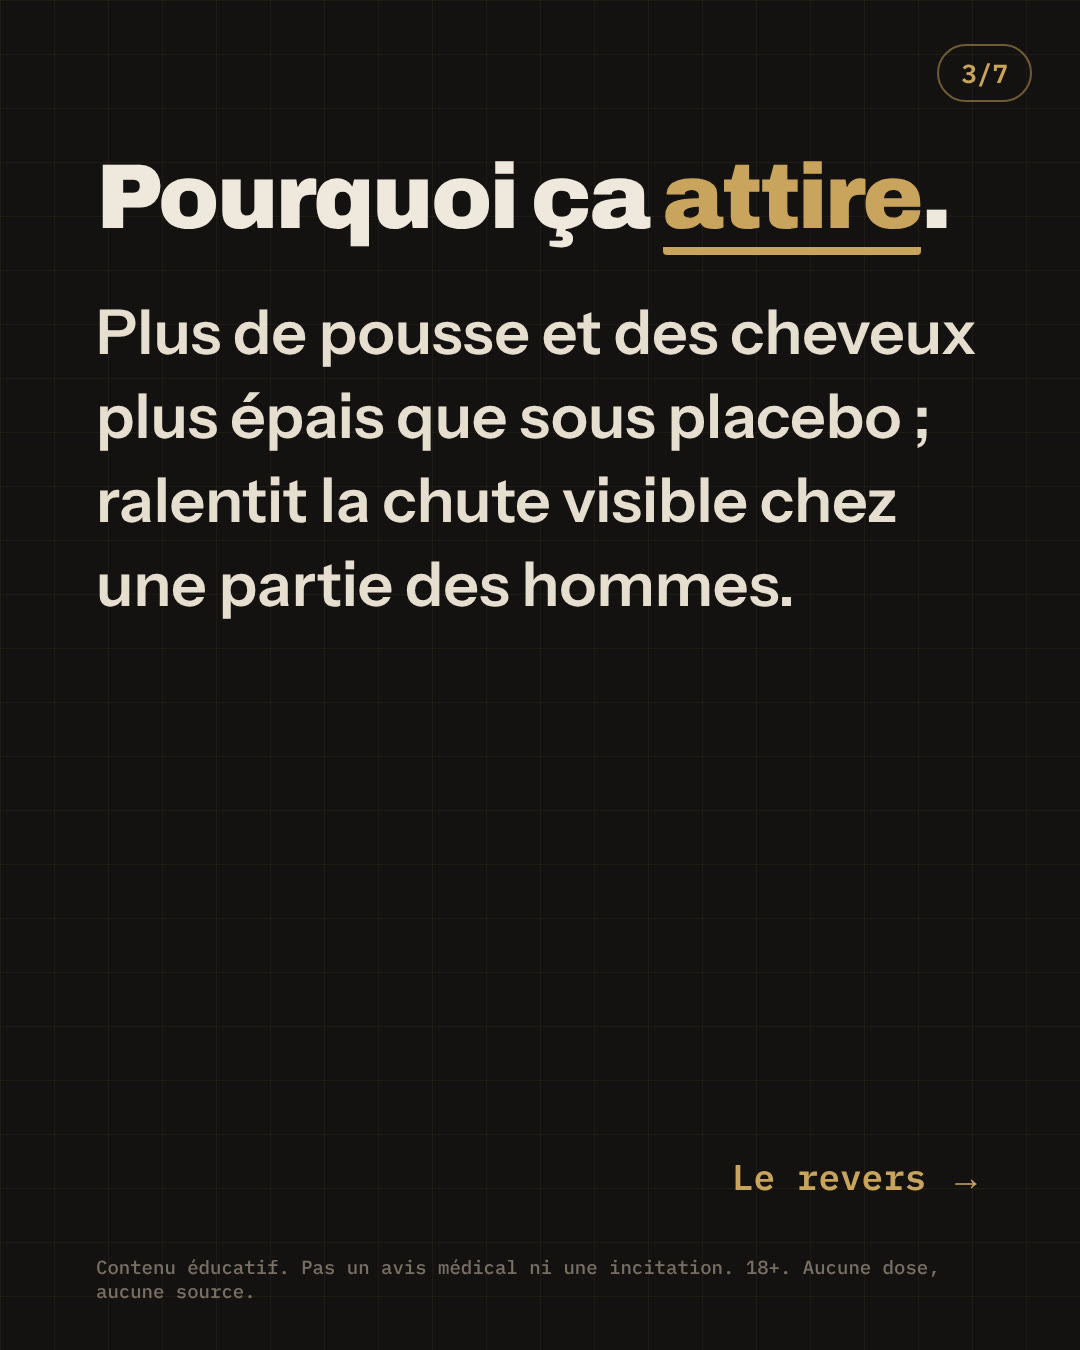 3/7
Pourquoi ça attire.
Plus de pousse et des cheveux
plus épais que sous placebo ;
ralentit la chute visible chez
une partie des hommes.
Le revers →
Contenu éducatif. Pas un avis médical ni une incitation. 18+. Aucune dose,
aucune source.